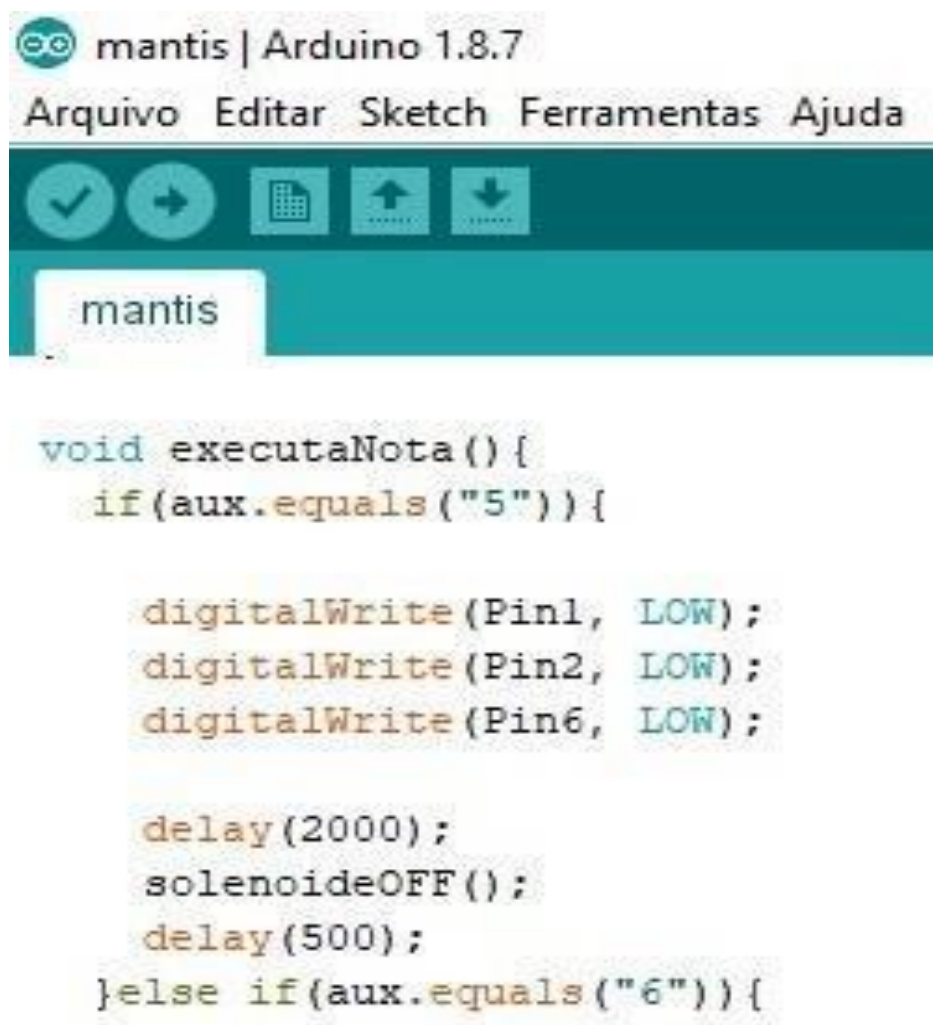 mantis | Arduino 1.8.7
Arquivo Editar Sketch Ferramentas Ajuda
mantis
void executaNota(){
if(aux.equals("5")){
digitalWrite(Pin1, LOW);
digitalWrite(Pin2, LOW);
digitalWrite(Pin6, LOW);
delay(2000);
solenoideOFF();
delay(500);
}else if(aux.equals("6")){